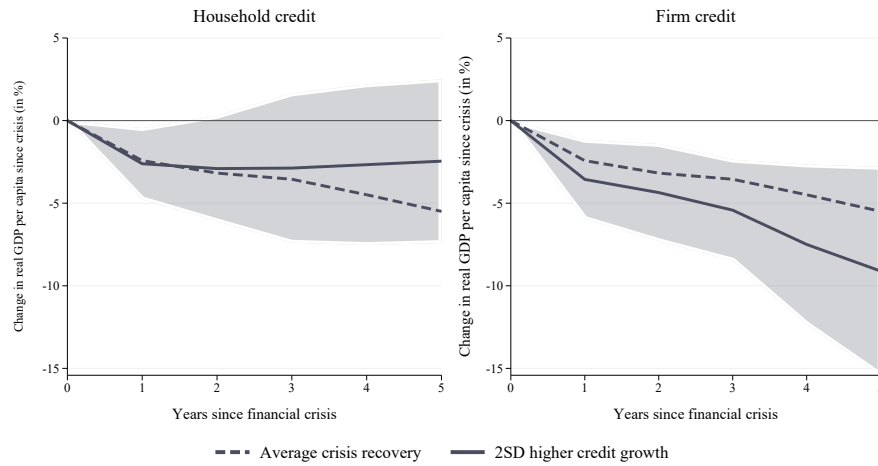 Household credit
Change in real GDP per capita since crisis (in %)
5
0
-5
-10
-15
0 1 2 3 4 5
Years since financial crisis
Firm credit
Change in real GDP per capita since crisis (in %)
5
0
-5
-10
-15
0 1 2 3 4
Years since financial crisis
Average crisis recovery 2SD higher credit growth